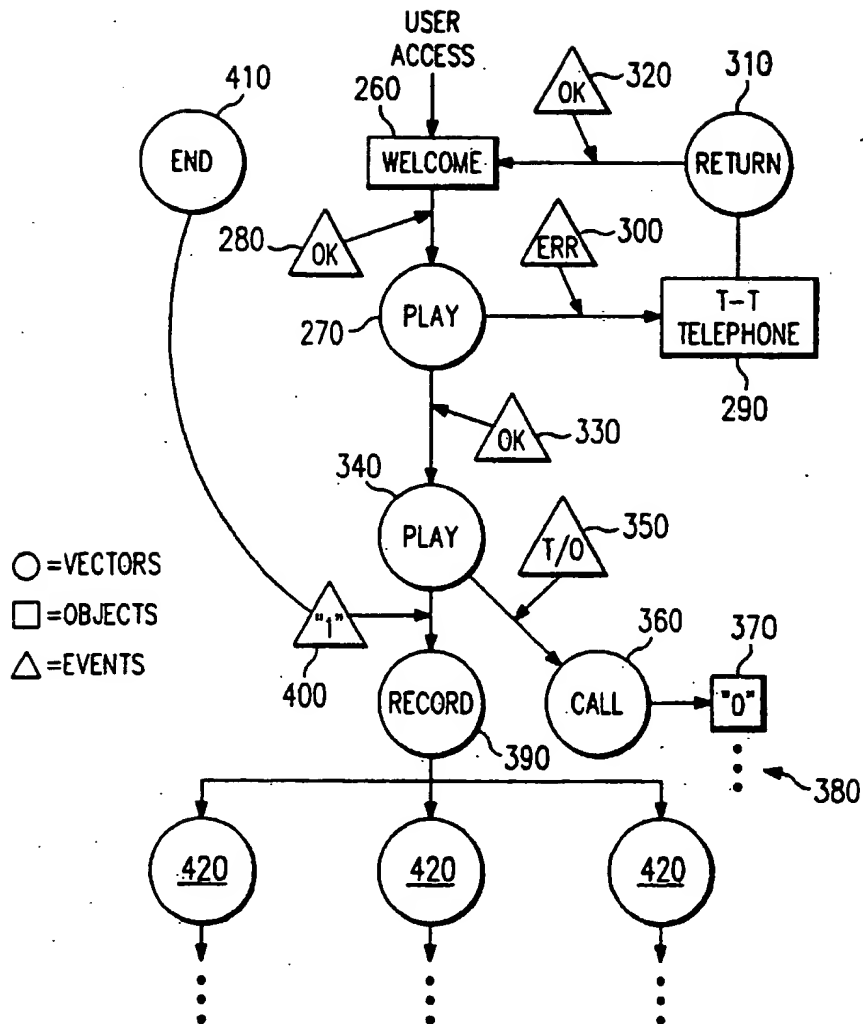 USER
ACCESS
410
260
OK
320
310
END
WELCOME
RETURN
280
OK
ERR
300
270
PLAY
T-T
TELEPHONE
290
OK
330
340
PLAY
T/O
350
=VECTORS
=OBJECTS
=EVENTS
"1"
400
360
370
RECORD
CALL
"0"
390
380
420
420
420